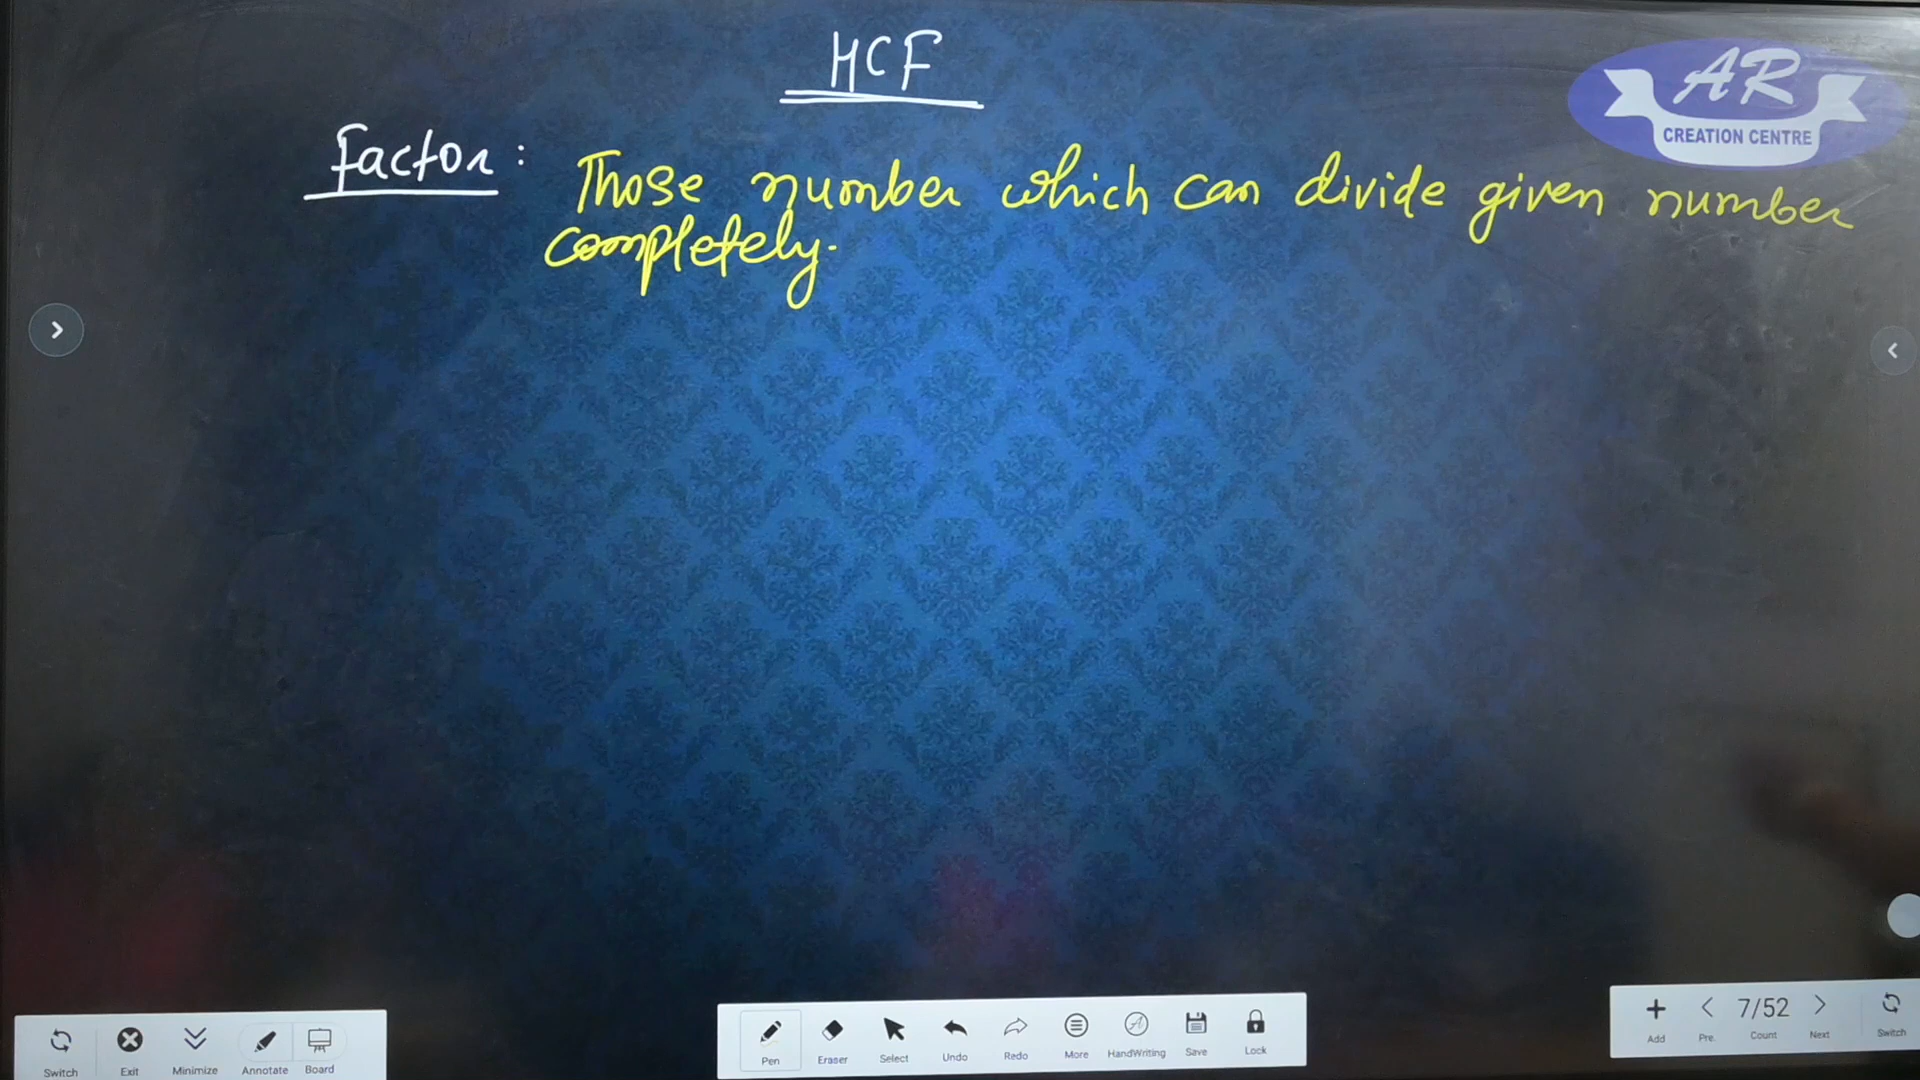 HCF
AR
CREATION CENTRE
Factor : Those number which can divide given number
completely.
Switch Exit Minimize Annotate Board
Pen Eraser Select Undo Redo More HandWriting Save Lock
Add Pre. 7/52 Count Next Switch